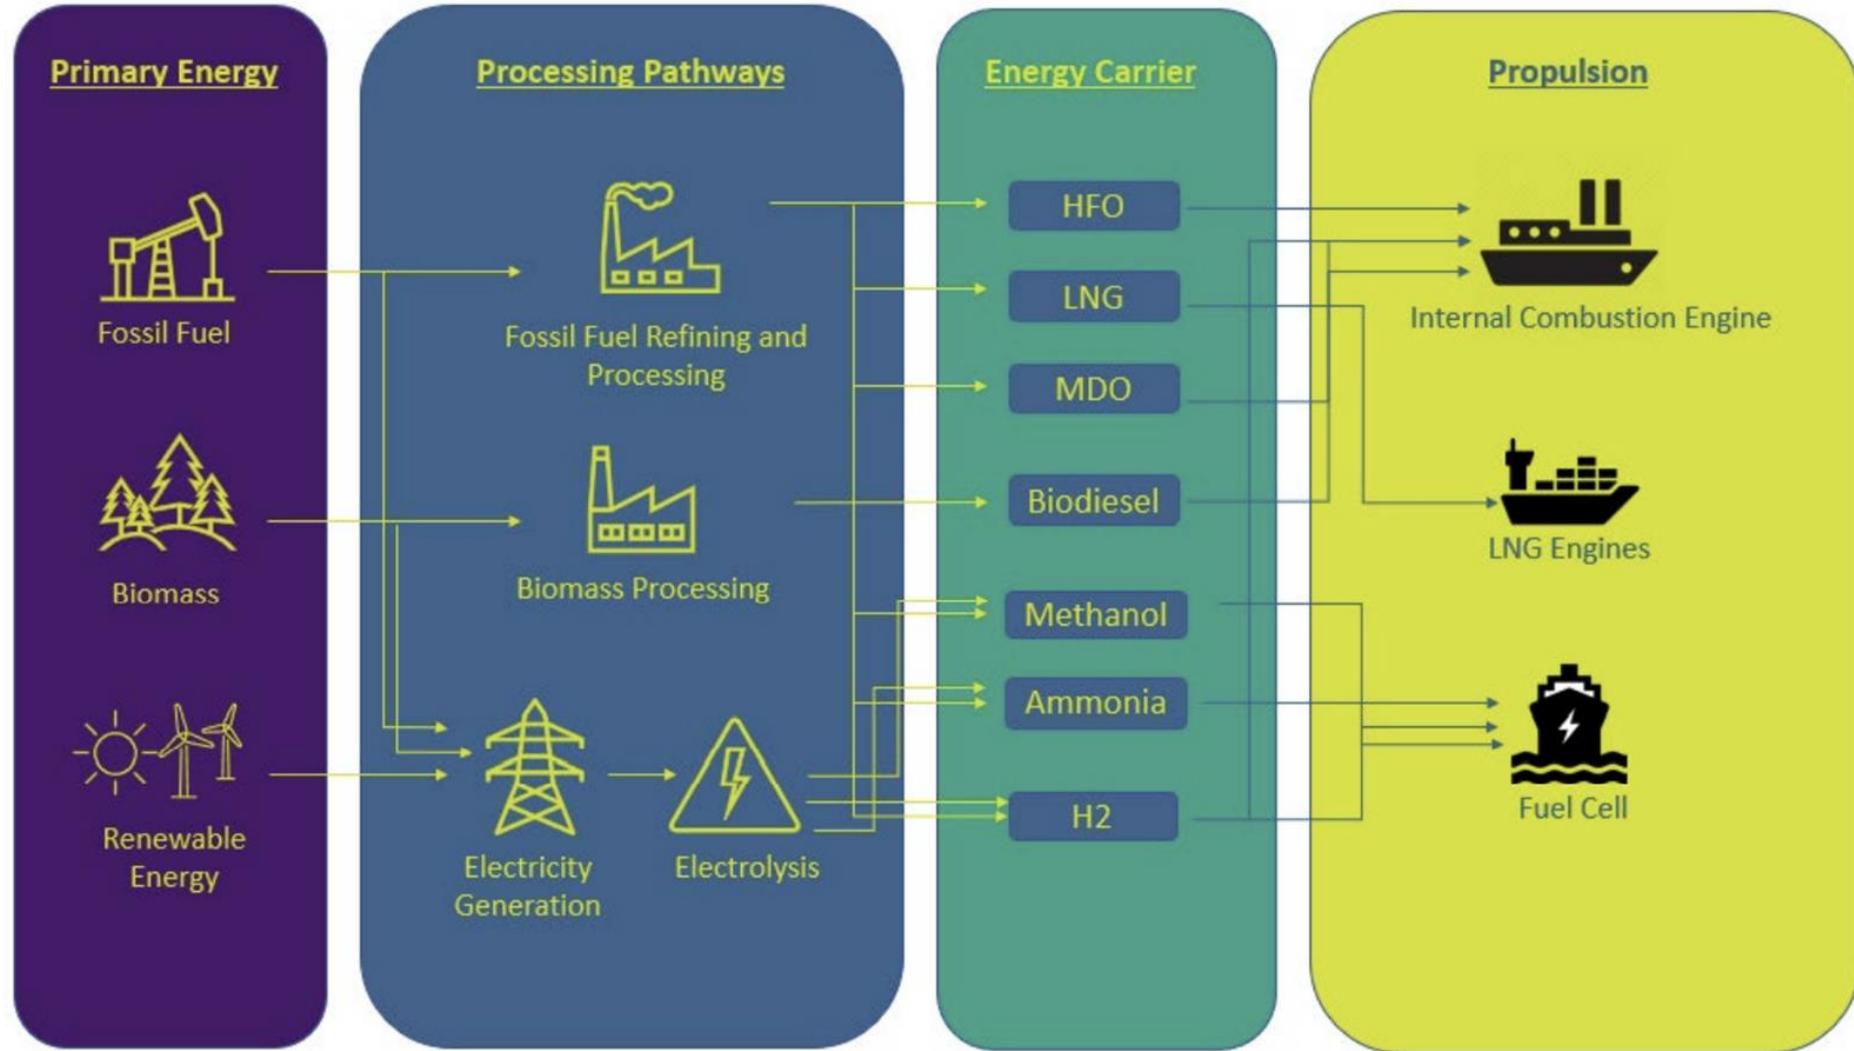 Primary Energy
Fossil Fuel
Biomass
Renewable
Energy
Processing Pathways
Fossil Fuel Refining and
Processing
Biomass Processing
Electricity
Generation
Electrolysis
Energy Carrier
HFO
LNG
MDO
Biodiesel
Methanol
Ammonia
H2
Propulsion
Internal Combustion Engine
LNG Engines
Fuel Cell